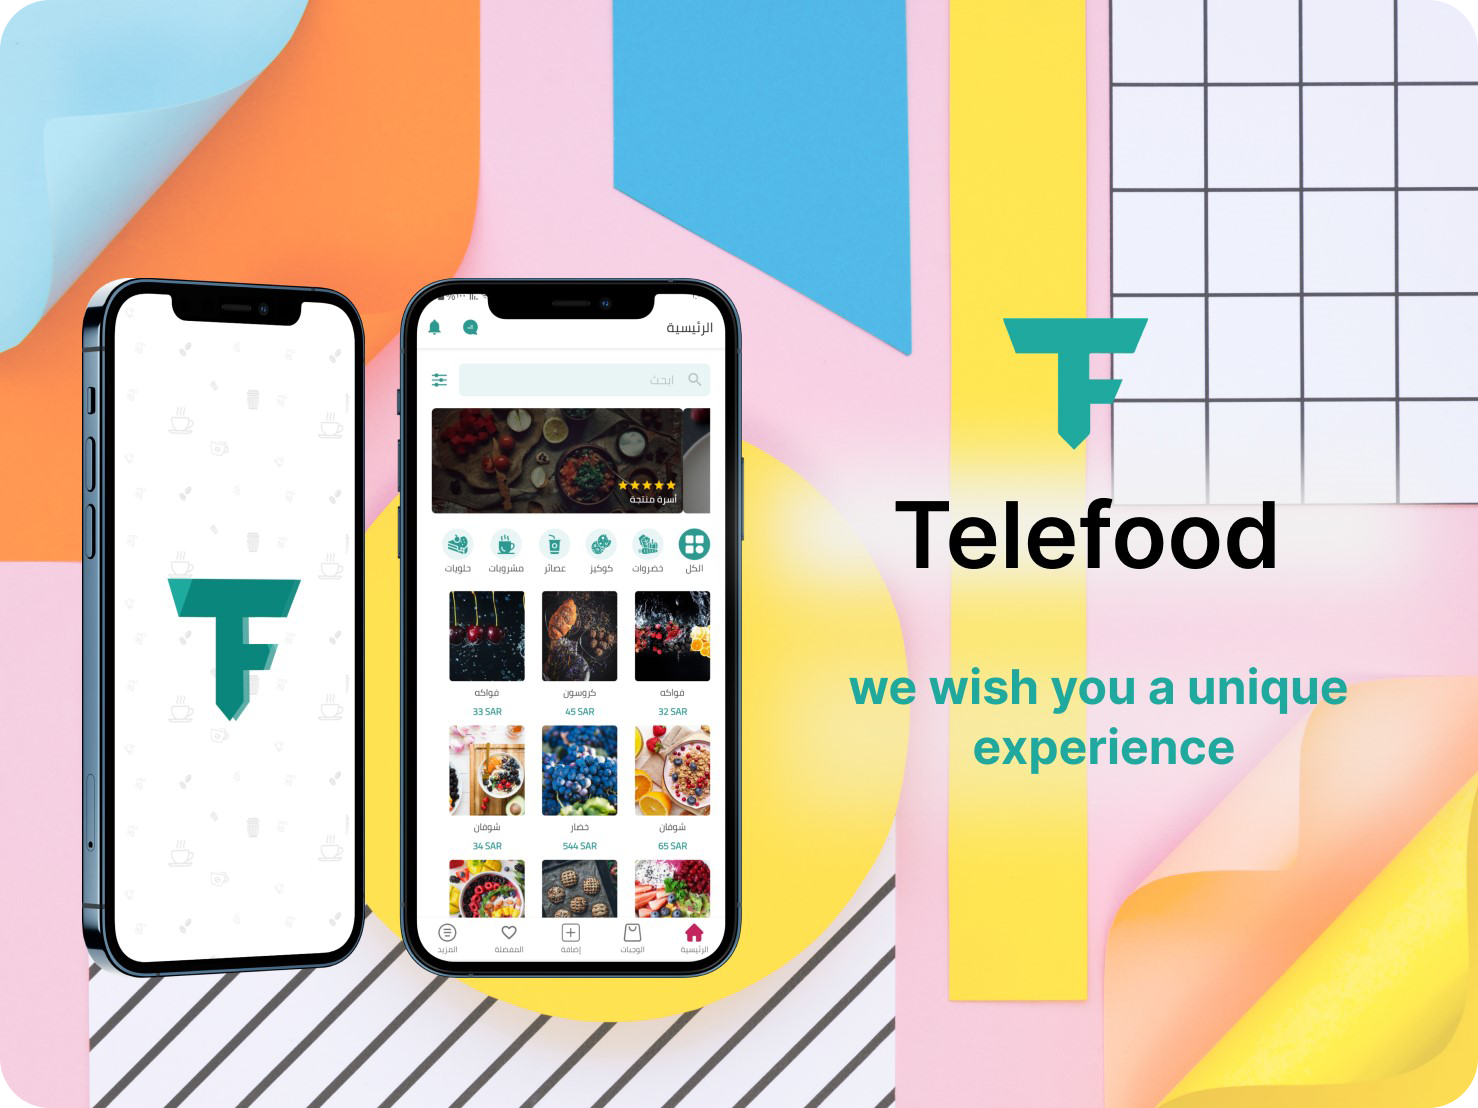 الرئيسية
ابحث
أسرة منتجة
الكل
خضروات
كوكيز
عصائر
مشروبات
حلويات
فواكه
كروسون
فواكه
32 SAR
45 SAR
33 SAR
شوفان
خضار
شوفان
65 SAR
544 SAR
34 SAR
الرئيسية
الوجبات
إضافة
المفضلة
المزيد
TF
TF
Telefood
we wish you a unique
experience